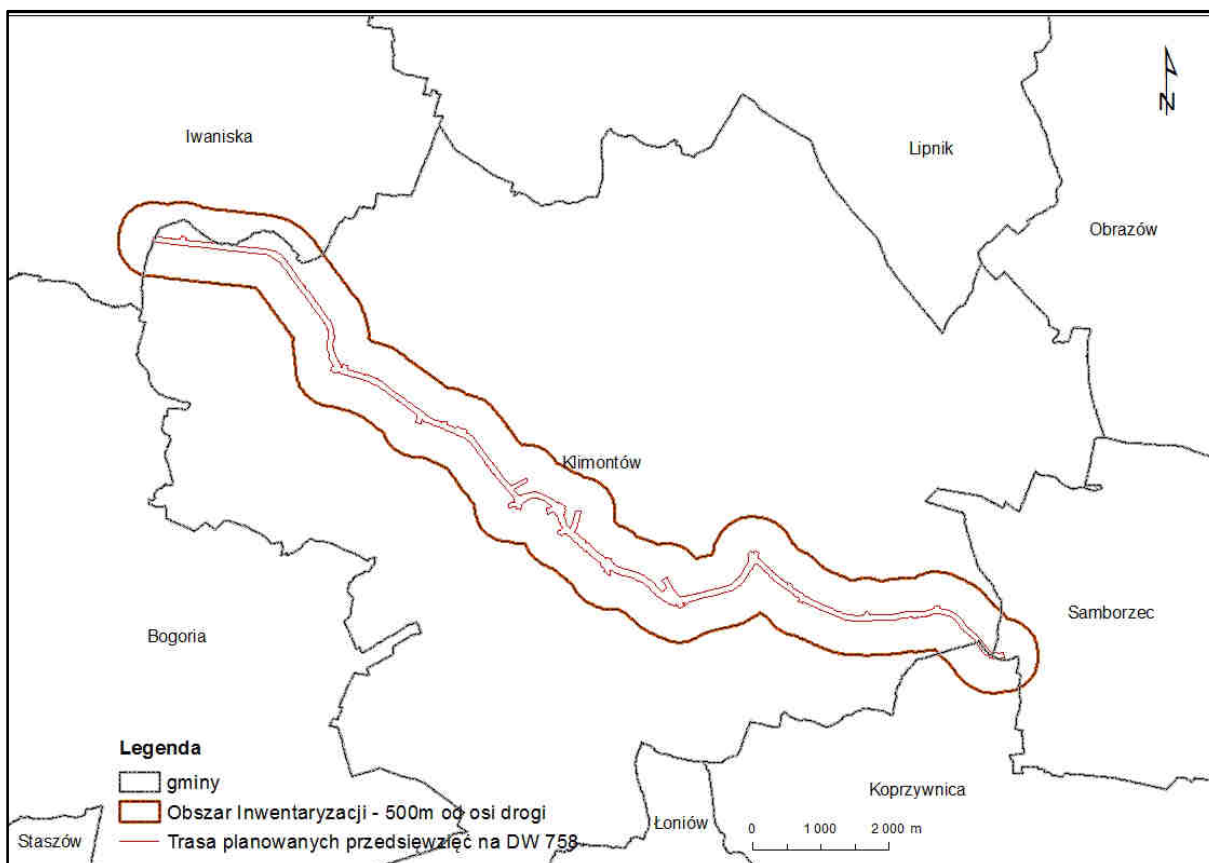 N
Iwaniska
Lipnik
Obrazów
Klimontów
Samborzec
Bogoria
Koprzywnica
Łoniów
Staszów
Legenda
gminy
Obszar Inwentaryzacji - 500m od osi drogi
Trasa planowanych przedsięwzięć na DW 758
0 1 000 2 000 m